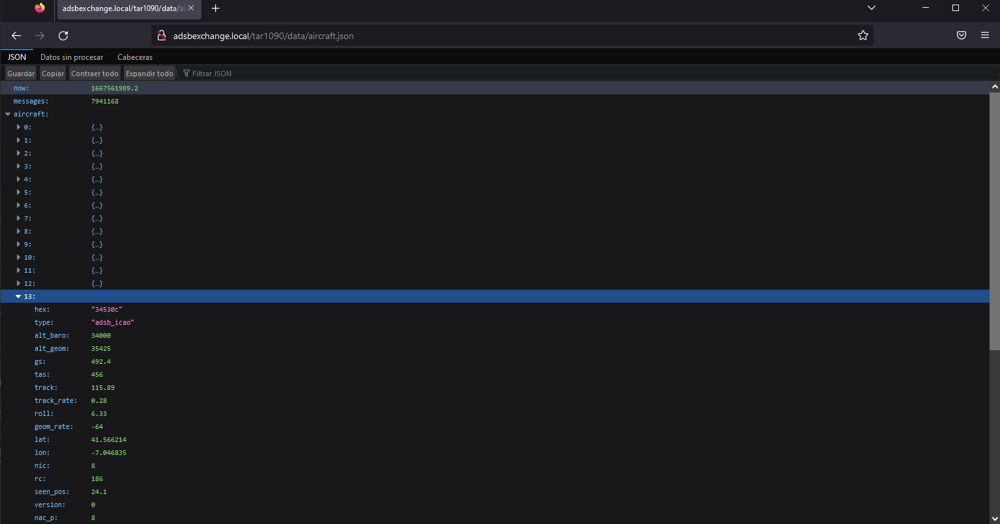 adsbexchange.local/tar1090/data/ai
adsbexchange.local/tar1090/data/aircraft.json
JSON Datos sin procesar Cabeceras
Guardar Copiar Contraer todo Expandir todo Filtrar JSON
now: 1667561989.2
messages: 7941168
aircraft:
0: {…}
1: {…}
2: {…}
3: {…}
4: {…}
5: {…}
6: {…}
7: {…}
8: {…}
9: {…}
10: {…}
11: {…}
12: {…}
13:
hex: "34530c"
type: "adsb_icao"
alt_baro: 34000
alt_geom: 35425
gs: 492.4
tas: 456
track: 115.89
track_rate: 0.28
roll: 6.33
geom_rate: -64
lat: 41.566214
lon: -7.046835
nic: 8
rc: 186
seen_pos: 24.1
version: 0
nac_p: 8